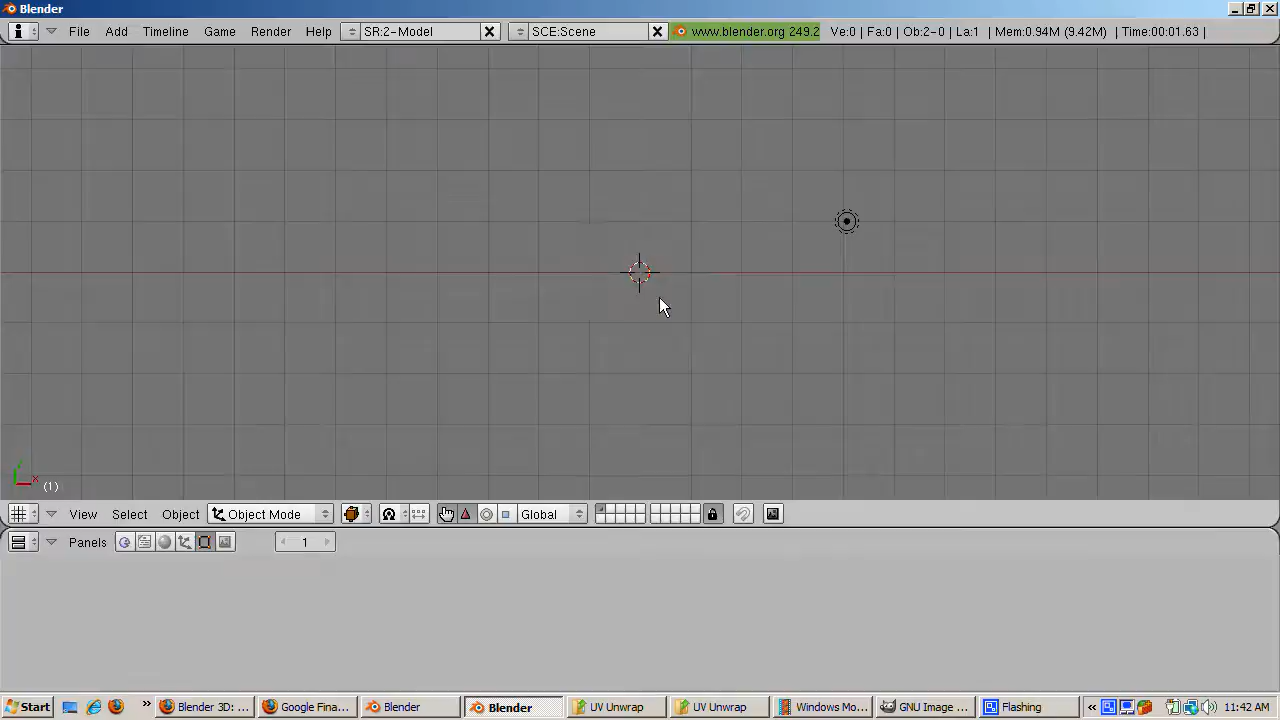 Blender
File Add Timeline Game Render Help SR:2-Model SCE:Scene www.blender.org 249.2 Ve:0 | Fa:0 | Ob:2-0 | La:1 | Mem:0.94M (9.42M) | Time:00:01.63 |
Y
x
(1)
View Select Object Object Mode Global
Panels 1
Start » Blender 3D: ... Google Fina... Blender Blender UV Unwrap UV Unwrap Windows Mo... GNU Image ... Flashing « 11:42 AM